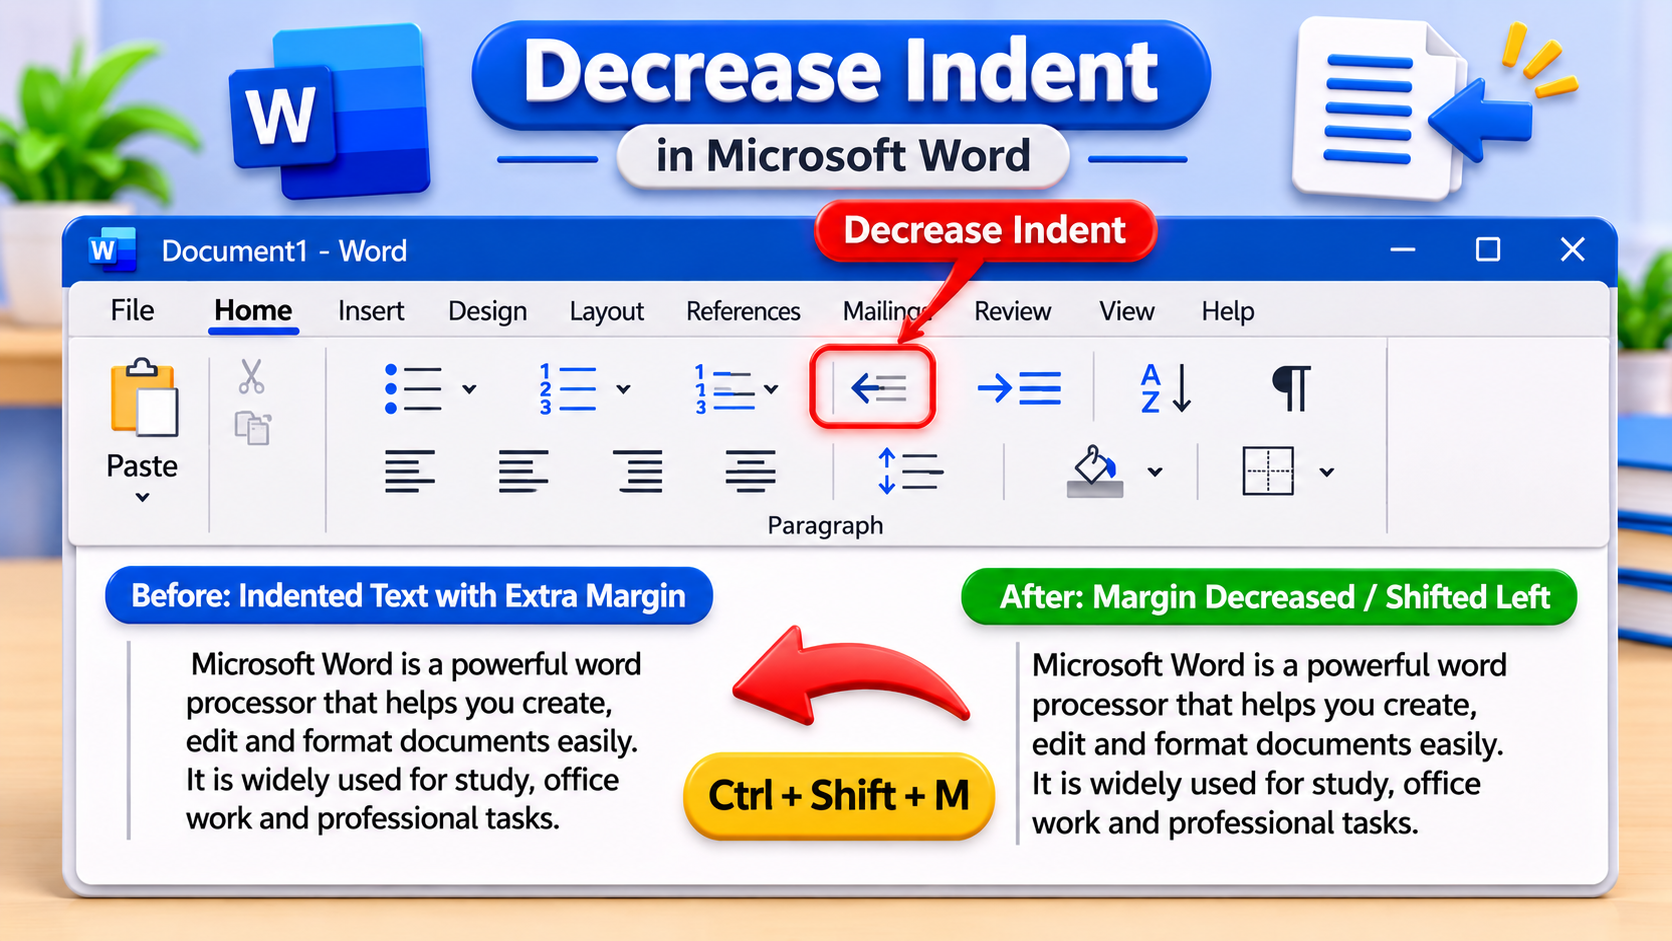 W
Decrease Indent
in Microsoft Word
W
Document1 - Word
Decrease Indent
File Home Insert Design Layout References Mailings Review View Help
Paste
1
2
3
1
1
3
A
Z
¶
Paragraph
Before: Indented Text with Extra Margin
Microsoft Word is a powerful word
processor that helps you create,
edit and format documents easily.
It is widely used for study, office
work and professional tasks.
Ctrl + Shift + M
After: Margin Decreased / Shifted Left
Microsoft Word is a powerful word
processor that helps you create,
edit and format documents easily.
It is widely used for study, office
work and professional tasks.